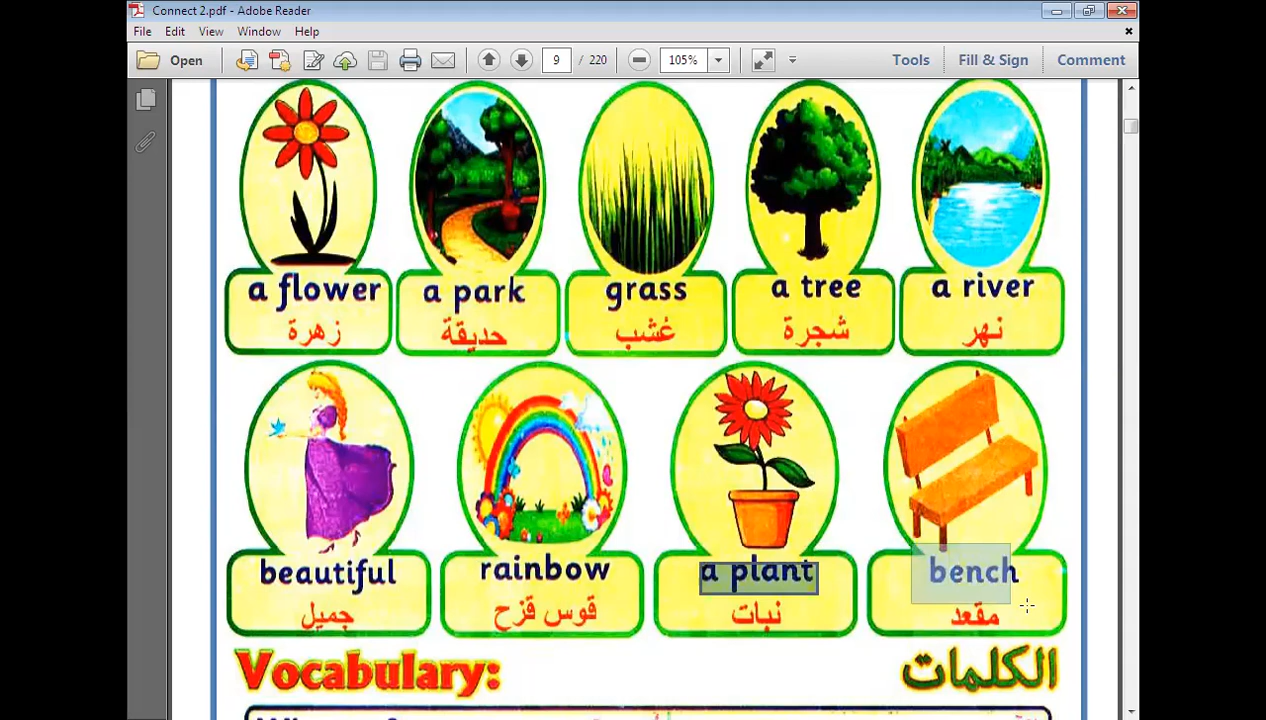 Connect 2.pdf - Adobe Reader
File Edit View Window Help
Open 9 / 220 105% Tools Fill & Sign Comment
a flower a park grass a tree a river
زهرة حديقة غشب شجرة نهر
beautiful rainbow a plant bench
جميل قوس قزح نبات مقعد
Vocabulary: الكلمات